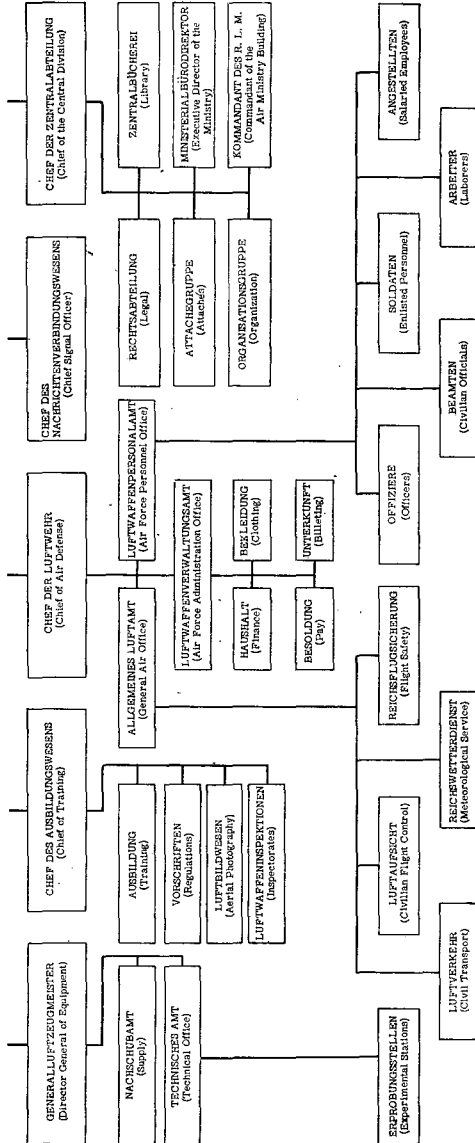 GENERALLUFTZEUGMEISTER
(Director General of Equipment)
CHEF DES AUSBILDUNGSWESENS
(Chief of Training)
CHEF DER LUFTWEHR
(Chief of Air Defense)
CHEF DES
NACHRICHTENVERBINDUNGSWESENS
(Chief Signal Officer)
CHEF DER ZENTRALABTEILUNG
(Chief of the Central Division)
NACHSCHUBAMT
(Supply)
TECHNISCHES AMT
(Technical Office)
AUSBILDUNG
(Training)
VORSCHRIFTEN
(Regulations)
LUFTBILDWESEN
(Aerial Photography)
LUFTWAFFENINSPEKTIONEN
(Inspectorates)
ALLGEMEINES LUFTAMT
(General Air Office)
LUFTWAFFENPERSONALAMT
(Air Force Personnel Office)
LUFTWAFFENVERWALTUNGSAMT
(Air Force Administration Office)
HAUSHALT
(Finance)
BEKLEIDUNG
(Clothing)
BESOLDUNG
(Pay)
UNTERKUNFT
(Billeting)
RECHTSABTEILUNG
(Legal)
ZENTRALBÜCHEREI
(Library)
ATTACHEGRUPPE
(Attachés)
MINISTERIALBÜRODIREKTOR
(Executive Director of the
Ministry)
ORGANISATIONSGRUPPE
(Organization)
KOMMANDANT DES R. L. M.
(Commandant of the
Air Ministry Building)
ERPROBUNGSSTELLEN
(Experimental Stations)
LUFTAUFSICHT
(Civilian Flight Control)
REICHSFLUGSICHERUNG
(Flight Safety)
OFFIZIERE
(Officers)
SOLDATEN
(Enlisted Personnel)
ANGESTELLTEN
(Salaried Employees)
LUFTVERKEHR
(Civil Transport)
REICHSWETTERDIENST
(Meteorological Service)
BEAMTEN
(Civilian Officials)
ARBEITER
(Laborers)